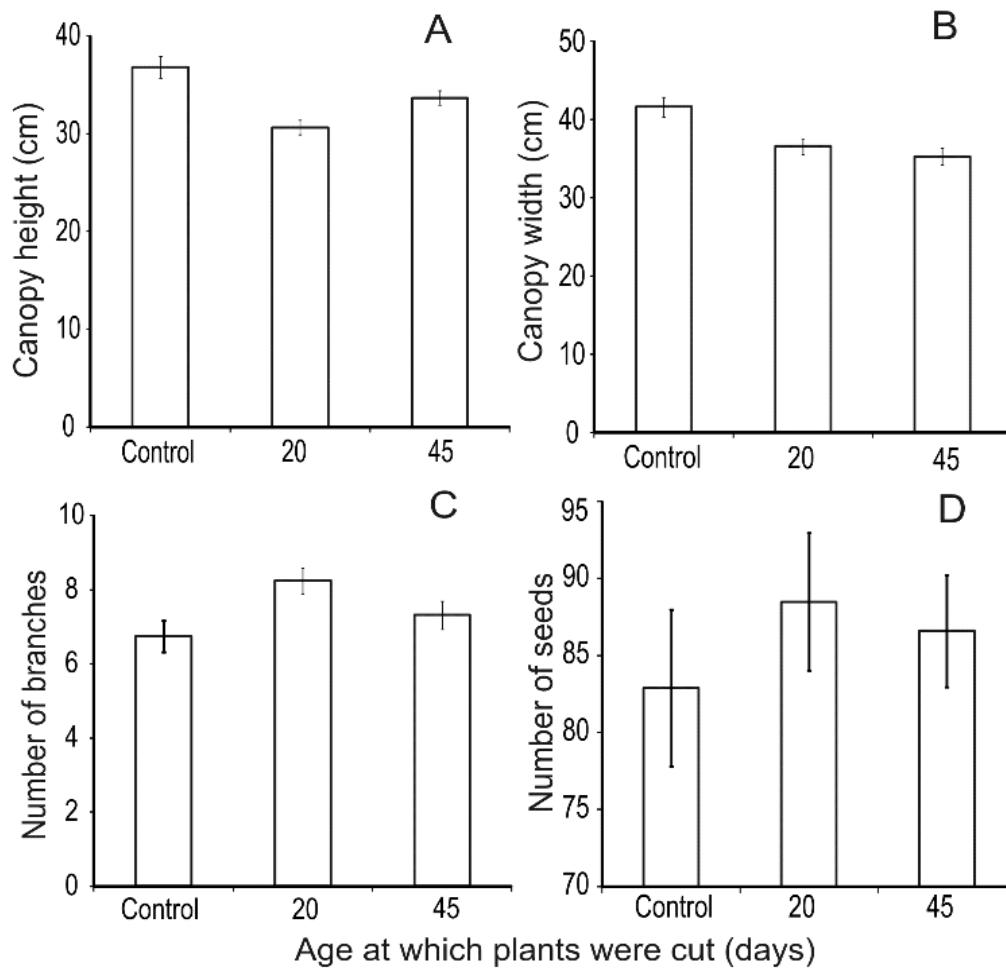 A
Canopy height (cm)
40
30
20
10
0
Control 20 45
B
Canopy width (cm)
50
40
30
20
10
0
Control 20 45
C
Number of branches
10
8
6
4
2
0
Control 20 45
D
Number of seeds
95
90
85
80
75
70
Control 20 45
Age at which plants were cut (days)